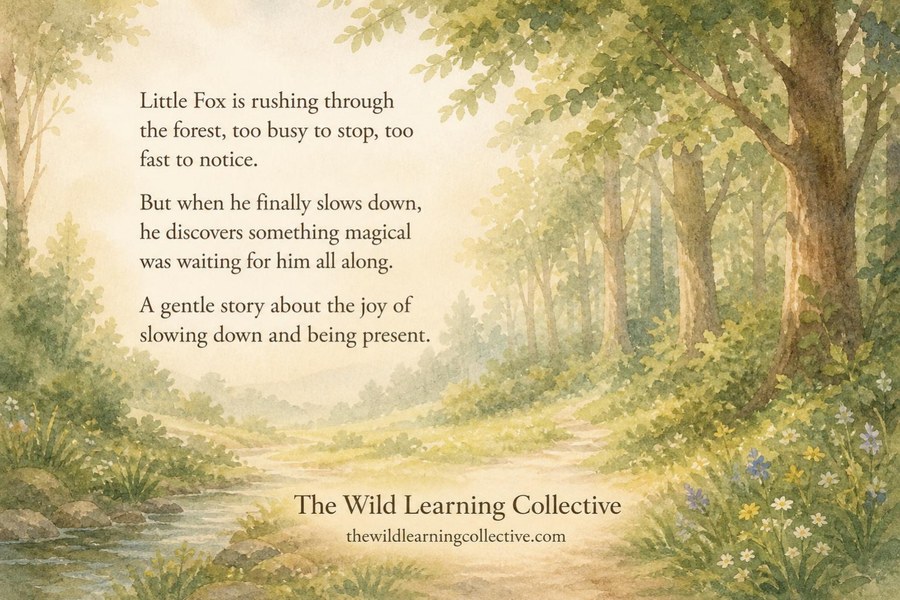 Little Fox is rushing through
the forest, too busy to stop, too
fast to notice.
But when he finally slows down,
he discovers something magical
was waiting for him all along.
A gentle story about the joy of
slowing down and being present.
The Wild Learning Collective
thewildlearningcollective.com